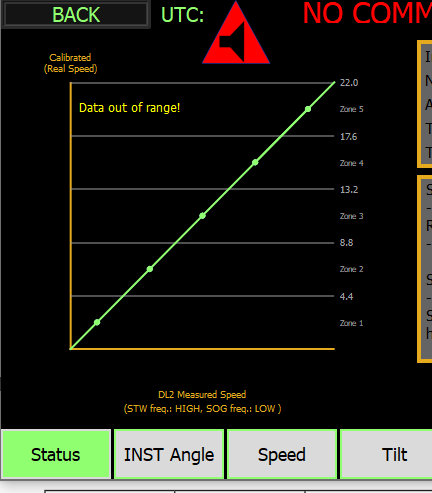 BACK
UTC:
NO COMM
Calibrated
(Real Speed)
22.0
Data out of range!
Zone 5
17.6
Zone 4
13.2
Zone 3
8.8
Zone 2
4.4
Zone 1
DL2 Measured Speed
(STW freq.: HIGH, SOG freq.: LOW )
Status
INST Angle
Speed
Tilt